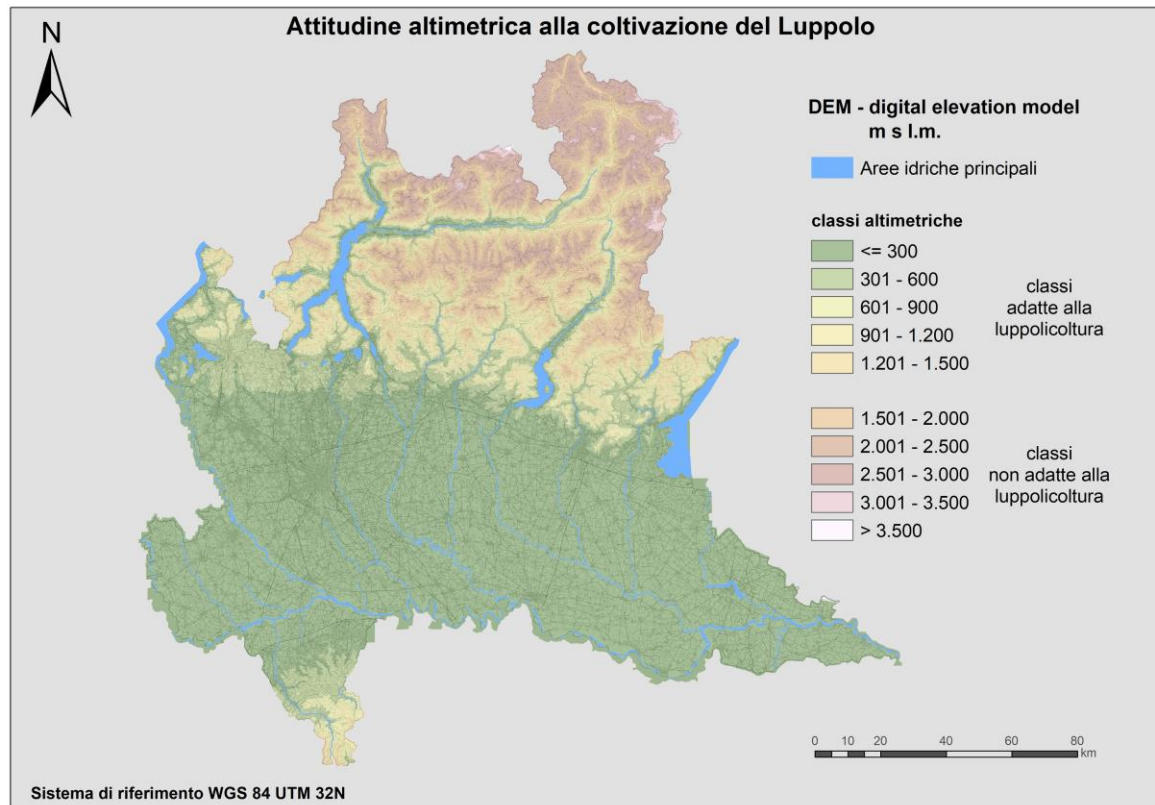 Attitudine altimetrica alla coltivazione del Luppolo
N
DEM - digital elevation model
m s l.m.
Aree idriche principali
classi altimetriche
<= 300
301 - 600
601 - 900
901 - 1.200
1.201 - 1.500
classi
adatte alla
luppolicoltura
1.501 - 2.000
2.001 - 2.500
2.501 - 3.000
3.001 - 3.500
> 3.500
classi
non adatte alla
luppolicoltura
0 10 20 40 60 80
km
Sistema di riferimento WGS 84 UTM 32N